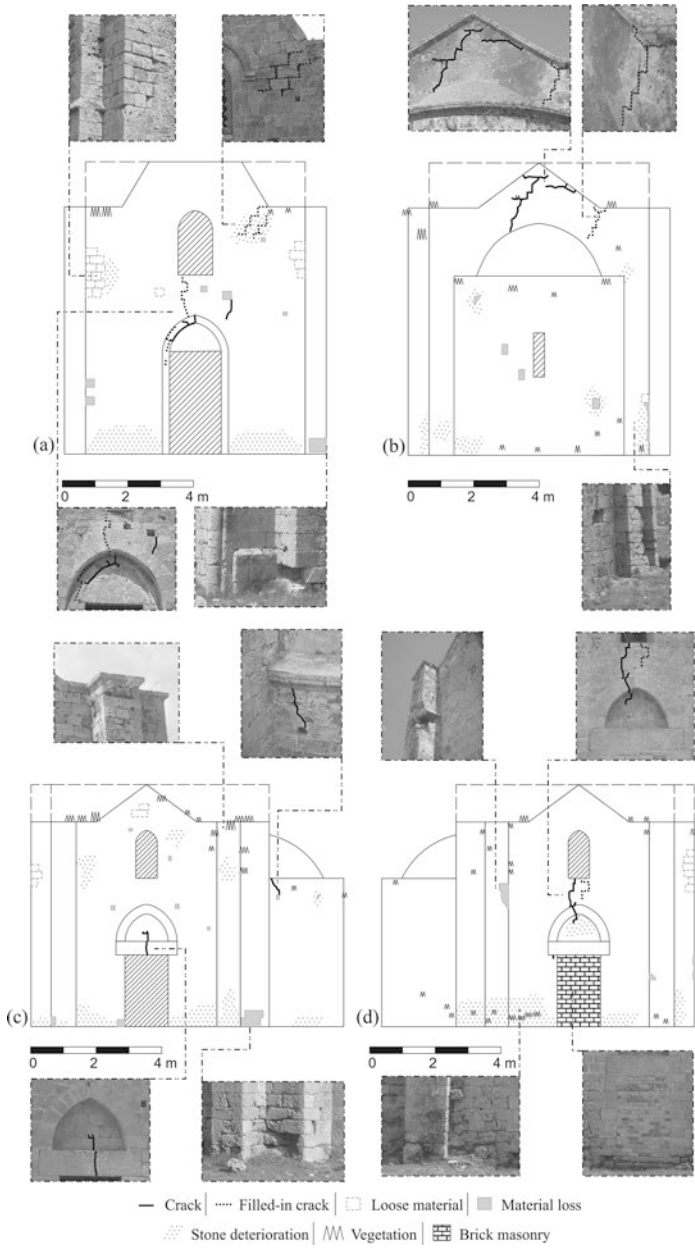 (a)
(b)
0 2 4 m
0 2 4 m
(c)
(d)
0 2 4 m
0 2 4 m
Crack | Filled-in crack | Loose material | Material loss
Stone deterioration | Vegetation | Brick masonry